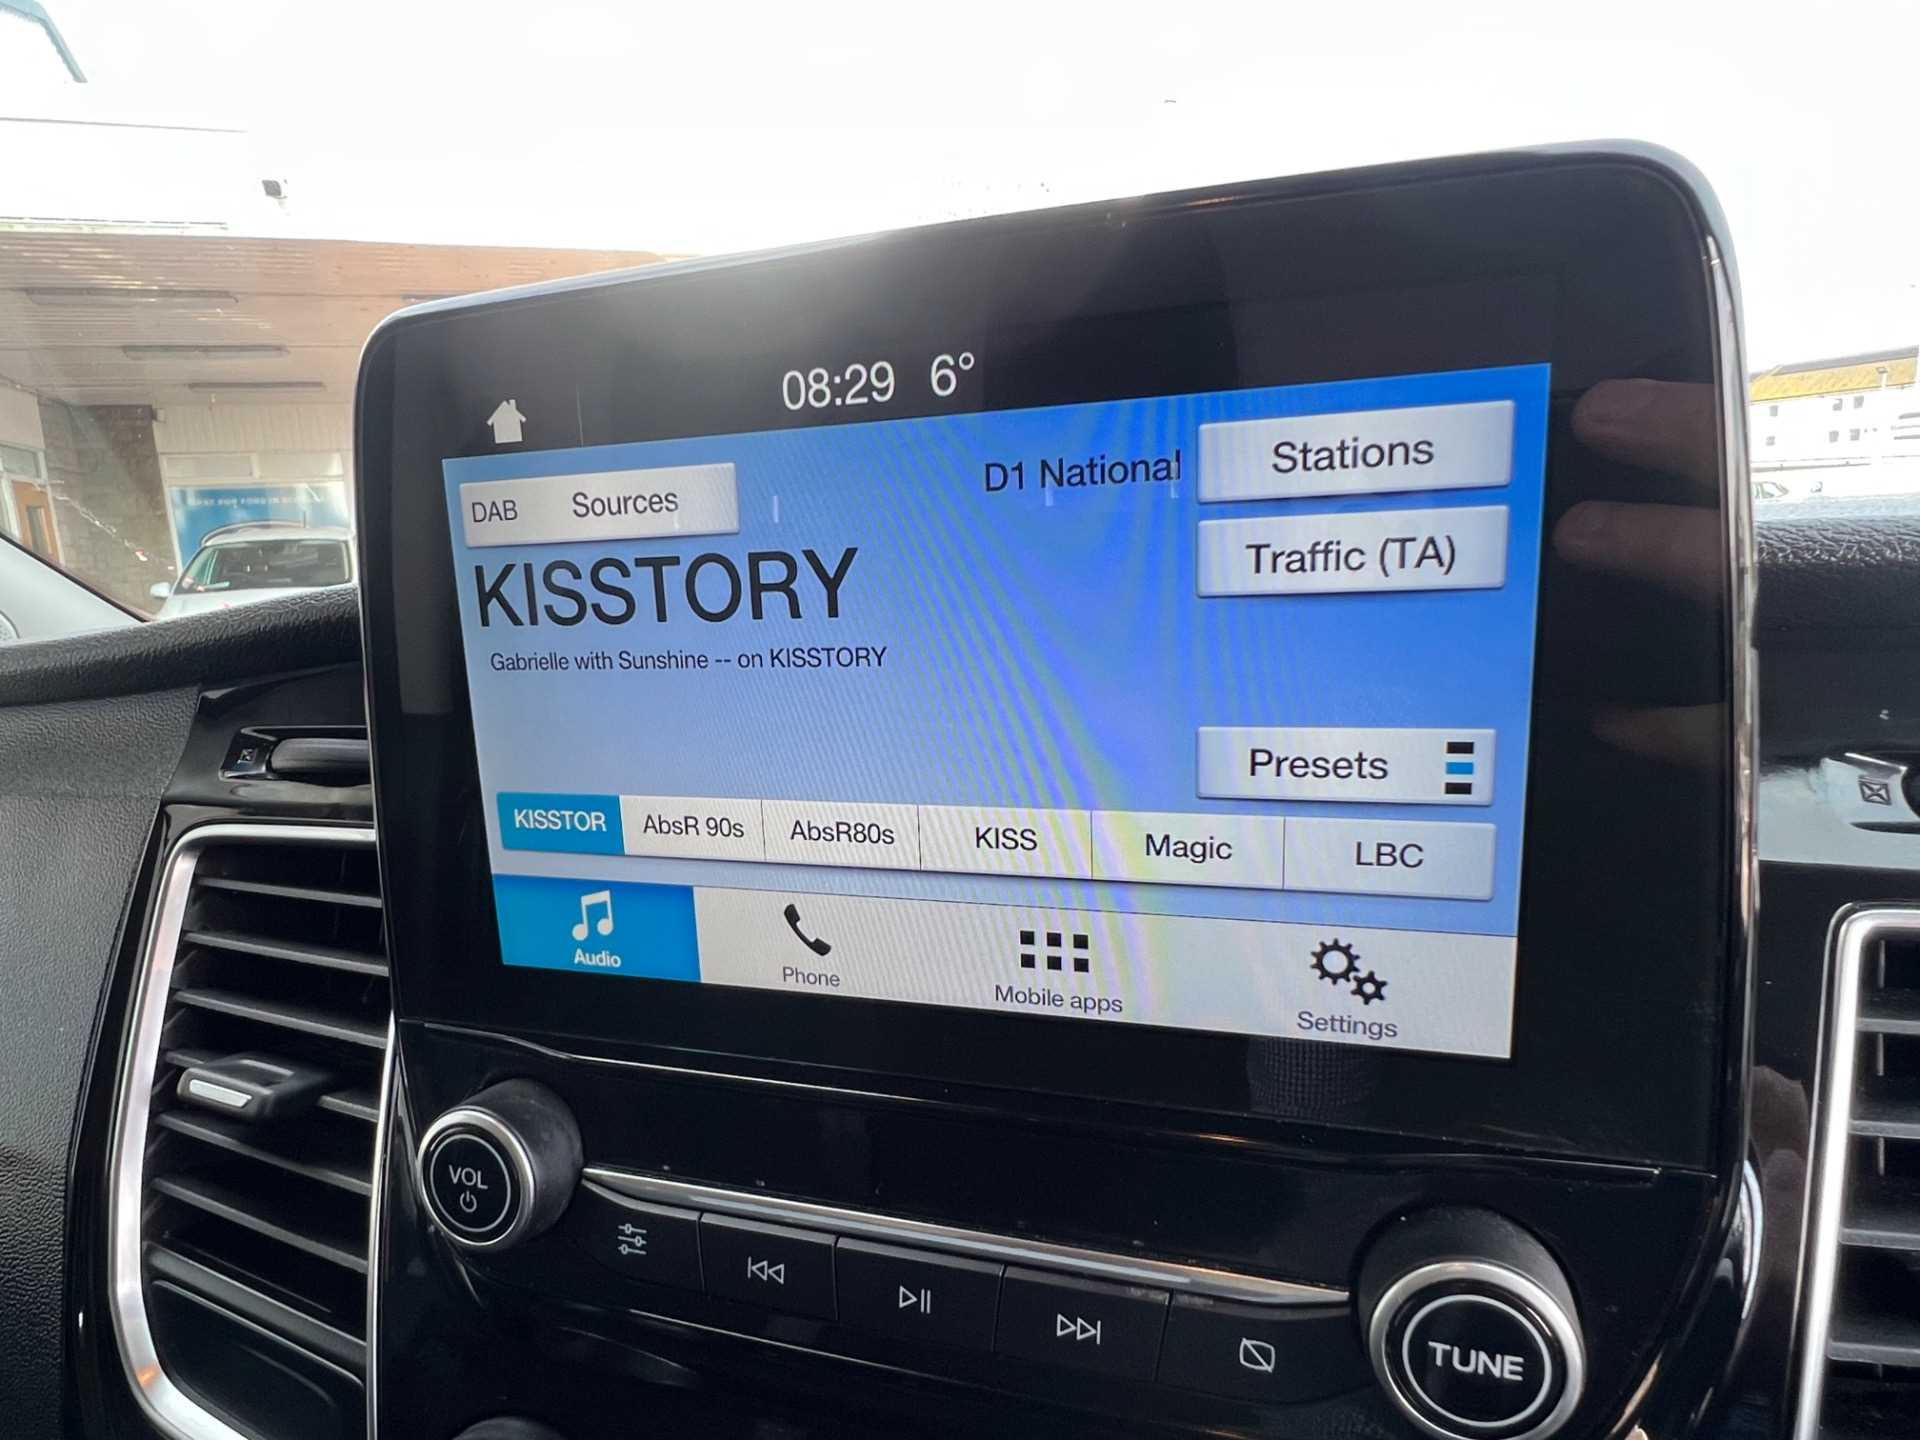 08:29 6°
DAB Sources
D1 National
Stations
Traffic (TA)
KISSTORY
Gabrielle with Sunshine -- on KISSTORY
Presets
KISSTOR AbsR 90s AbsR80s KISS Magic LBC
Audio Phone Mobile apps Settings
VOL
TUNE